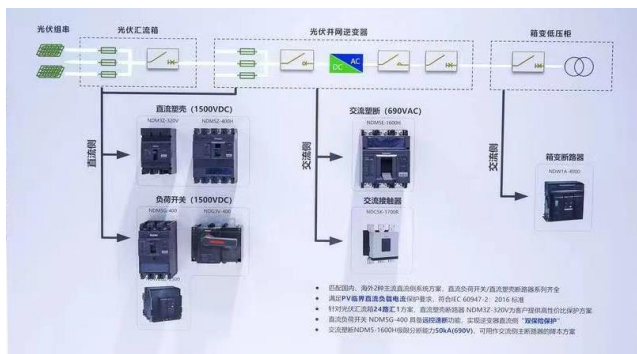 光伏组串
光伏汇流箱
光伏并网逆变器
箱变低压柜
DC
AC
直流侧
直流塑壳（1500VDC）
NDM3Z-320V
NDM5Z-400H
负荷开关（1500VDC）
NDM5G-400
NDG3V-400
交流侧
交流塑断（690VAC）
NDM5E-1600H
交流接触器
NDC5K-1700R
交流侧
箱变断路器
NDW1A-4000
• 匹配国内、海外2种主流直流侧系统方案，直流负荷开关/直流塑壳断路器系列齐全
• 满足PV临界直流负载电流保护要求，符合IEC 60947-2：2016 标准
• 针对光伏汇流箱24路汇1方案，直流塑壳断路器 NDM3Z-320V为客户提供高性价比保护方案
• 直流负荷开关 NDM5G-400 具备远控速断功能，实现逆变器直流侧“双保险保护”
• 交流塑断NDM5-1600H极限分断能力50kA(690V)，可用作交流侧主断路器的降本方案